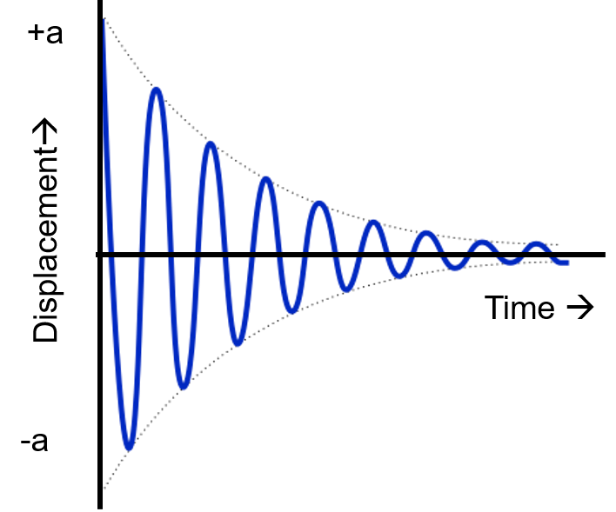 +a
Displacement→
Time →
-a